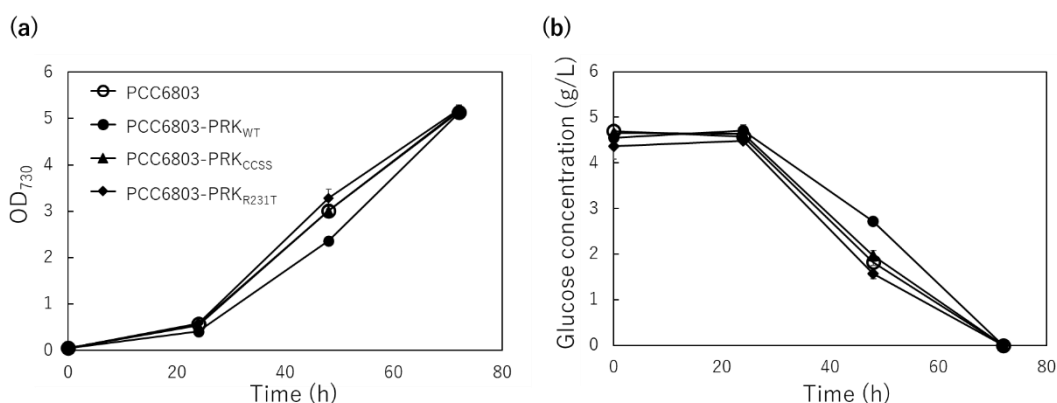 (a)
OD730
6
5
4
3
2
1
0
0 20 40 60 80
Time (h)
PCC6803
PCC6803-PRKWT
PCC6803-PRKCCSS
PCC6803-PRKR231T
(b)
Glucose concentration (g/L)
6
5
4
3
2
1
0
0 20 40 60 80
Time (h)